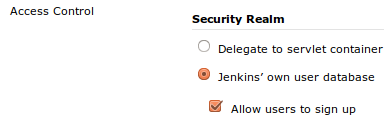 Access Control
Security Realm
Delegate to servlet container
Jenkins’ own user database
Allow users to sign up